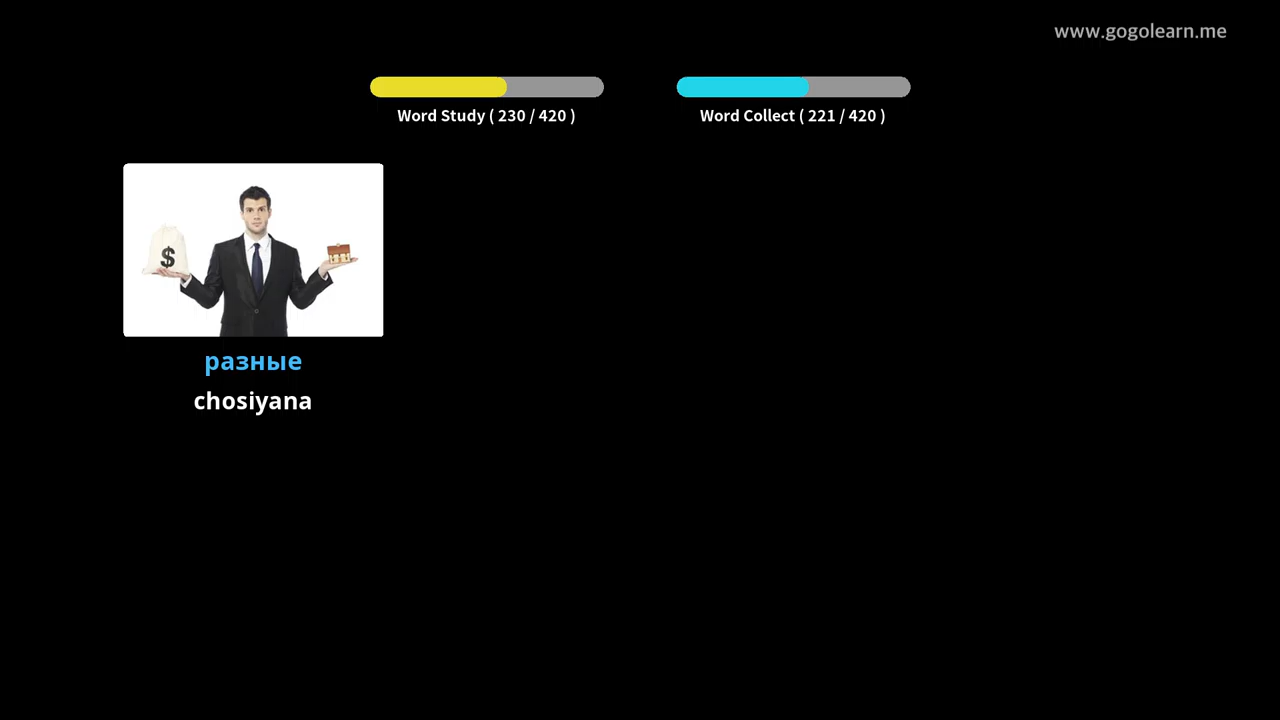 www.gogolearn.me
Word Study ( 230 / 420 )
Word Collect ( 221 / 420 )
$
разные
chosiyana